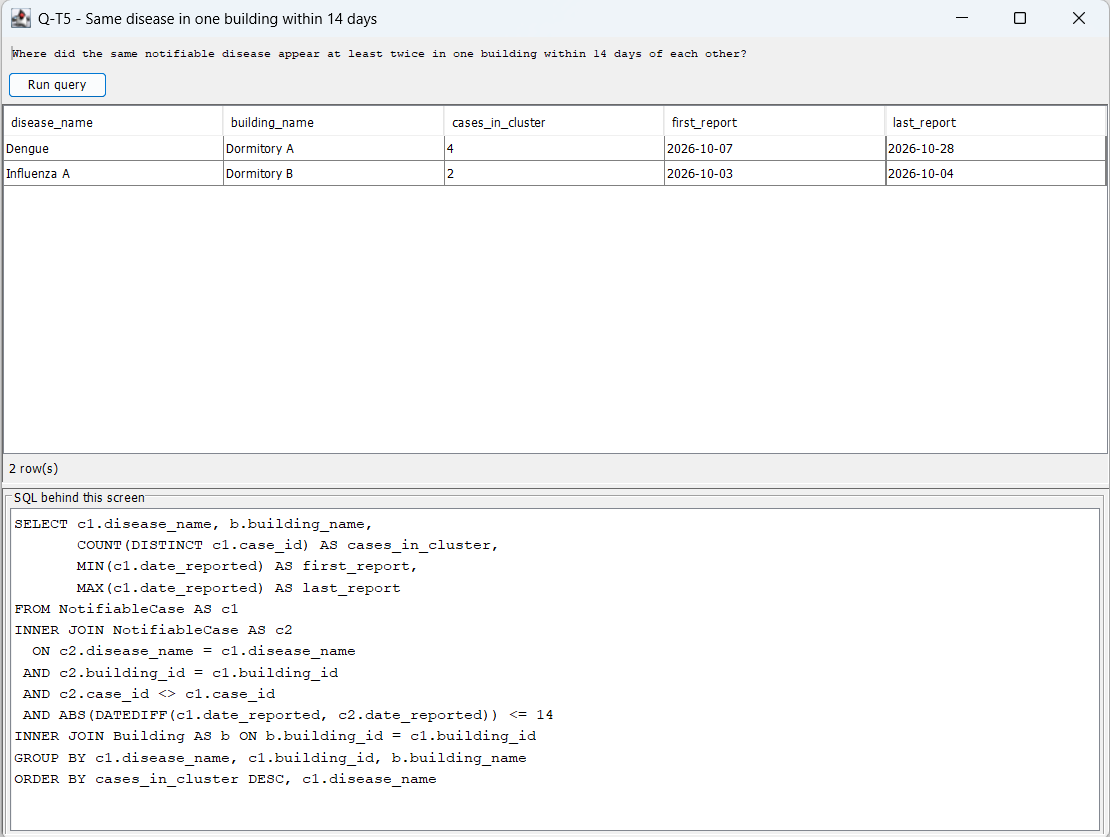 Q-T5 - Same disease in one building within 14 days
Where did the same notifiable disease appear at least twice in one building within 14 days of each other?
Run query
disease_name building_name cases_in_cluster first_report last_report
Dengue Dormitory A 4 2026-10-07 2026-10-28
Influenza A Dormitory B 2 2026-10-03 2026-10-04
2 row(s)
SQL behind this screen
SELECT c1.disease_name, b.building_name,
       COUNT(DISTINCT c1.case_id) AS cases_in_cluster,
       MIN(c1.date_reported) AS first_report,
       MAX(c1.date_reported) AS last_report
FROM NotifiableCase AS c1
INNER JOIN NotifiableCase AS c2
  ON c2.disease_name = c1.disease_name
 AND c2.building_id = c1.building_id
 AND c2.case_id <> c1.case_id
 AND ABS(DATEDIFF(c1.date_reported, c2.date_reported)) <= 14
INNER JOIN Building AS b ON b.building_id = c1.building_id
GROUP BY c1.disease_name, c1.building_id, b.building_name
ORDER BY cases_in_cluster DESC, c1.disease_name